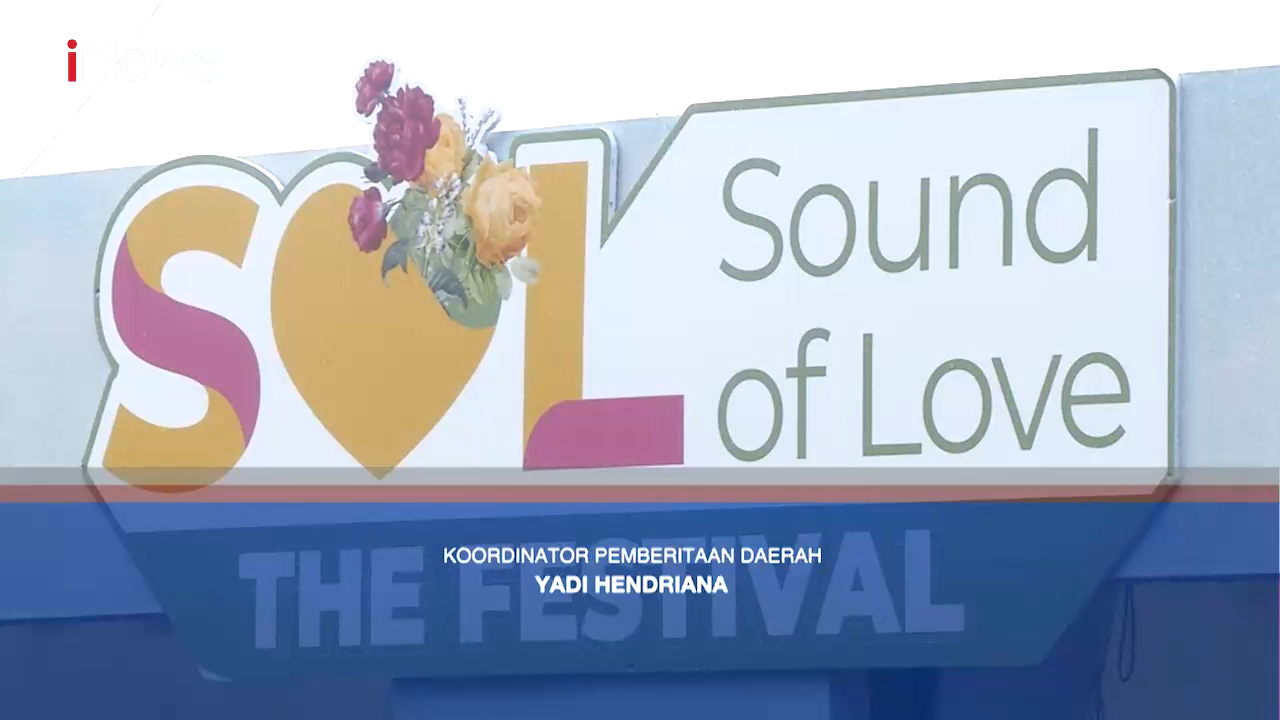 iNews
SOL
Sound
of Love
THE FESTIVAL
KOORDINATOR PEMBERITAAN DAERAH
YADI HENDRIANA